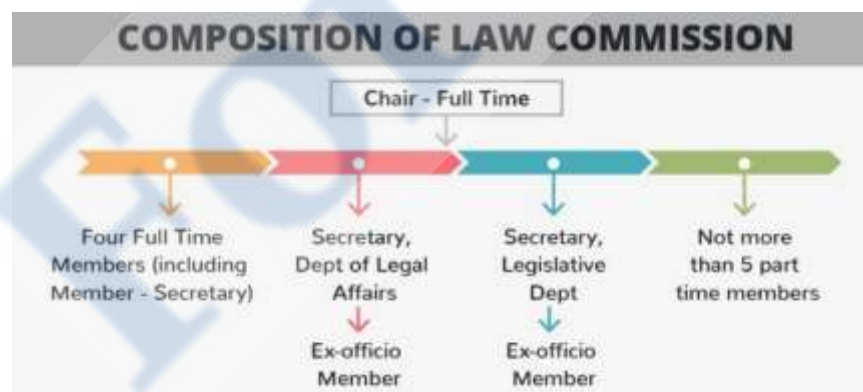 COMPOSITION OF LAW COMMISSION
Chair - Full Time
Four Full Time
Members (including
Member - Secretary)
Secretary,
Dept of Legal
Affairs
Ex-officio
Member
Secretary,
Legislative
Dept
Ex-officio
Member
Not more
than 5 part
time members
For